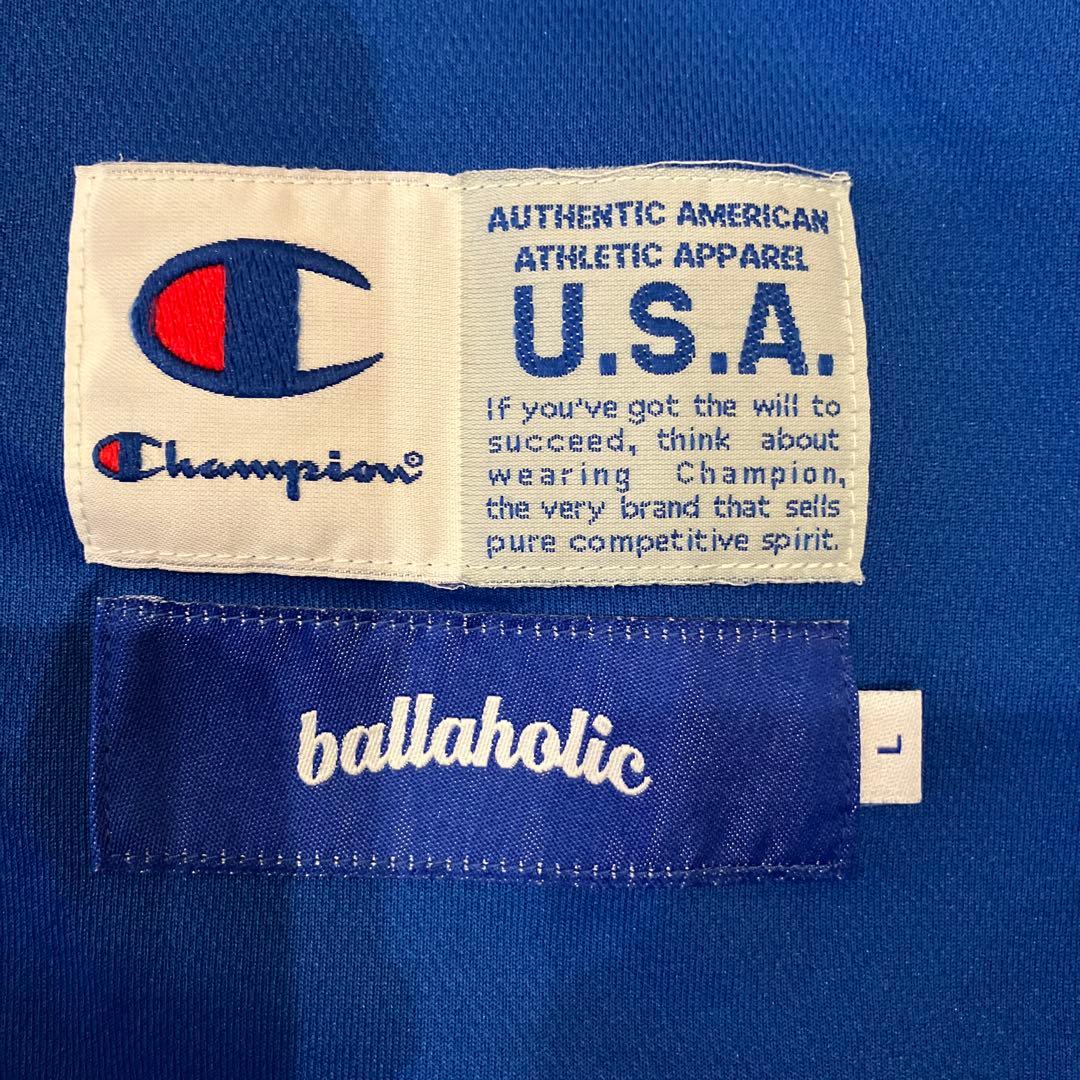 Champion
AUTHENTIC AMERICAN
ATHLETIC APPAREL
U.S.A.
If you've got the will to
succeed, think about
wearing Champion,
the very brand that sells
pure competitive spirit.
ballaholic
L